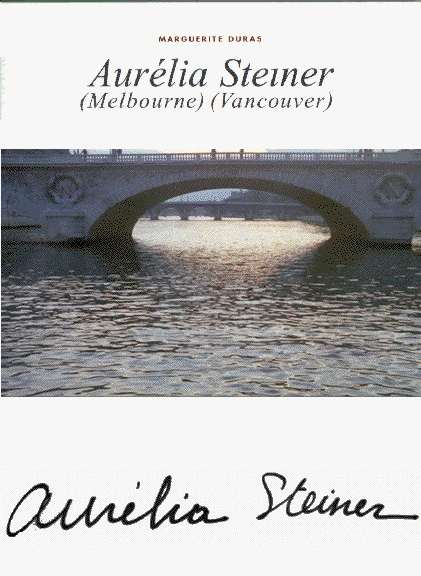 MARGUERITE DURAS
Aurélia Steiner
(Melbourne) (Vancouver)
Aurélia Steiner